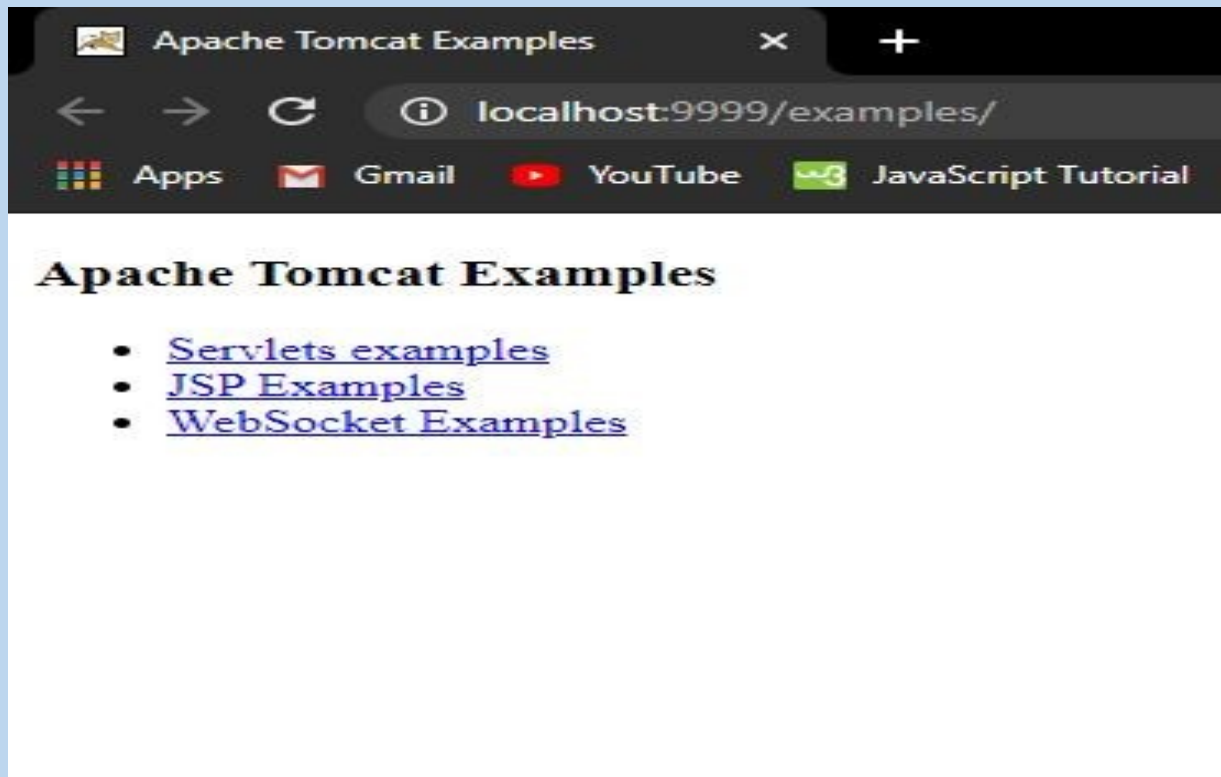 Apache Tomcat Examples
localhost:9999/examples/
Apps Gmail YouTube w3 JavaScript Tutorial
Apache Tomcat Examples
• Servlets examples
• JSP Examples
• WebSocket Examples